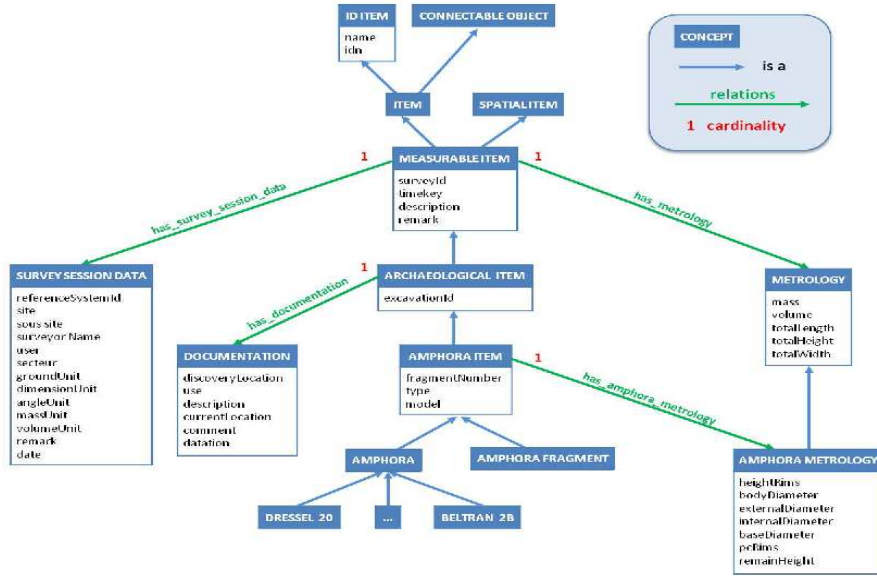 ID ITEM
name
idn
CONNECTABLE OBJECT
CONCEPT
is a
relations
1 cardinality
ITEM
SPATIAL ITEM
1
MEASURABLE ITEM
1
surveyId
timekey
description
remark
has_survey_session_data
has_metrology
SURVEY SESSION DATA
referenceSystemId
site
sous site
surveyor Name
user
secteur
groundUnit
dimensionUnit
angleUnit
massUnit
volumeUnit
remark
date
1
ARCHAEOLOGICAL ITEM
excavationId
has_documentation
METROLOGY
mass
volume
totalLength
totalHeight
totalWidth
DOCUMENTATION
discoveryLocation
use
description
currentLocation
comment
datation
AMPHORA ITEM
1
fragmentNumber
type
model
has_amphora_metrology
AMPHORA
AMPHORA FRAGMENT
AMPHORA METROLOGY
heightRims
bodyDiameter
externalDiameter
internalDiameter
baseDiameter
pcRims
remainHeight
DRESSEL 20
...
BELTRAN 2B